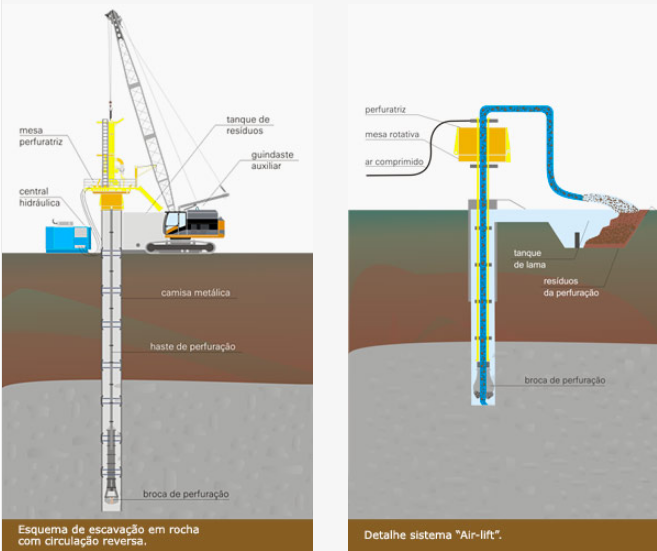 mesa
perfuratriz
tanque de
resíduos
guindaste
auxiliar
central
hidráulica
camisa metálica
haste de perfuração
broca de perfuração
Esquema de escavação em rocha
com circulação reversa.
perfuratriz
mesa rotativa
ar comprimido
tanque
de lama
resíduos
da perfuração
broca de perfuração
Detalhe sistema “Air-lift”.